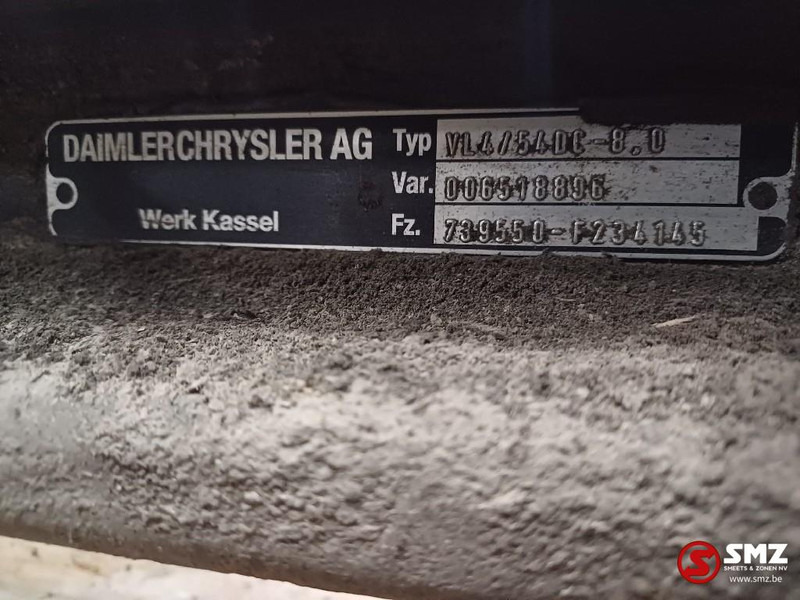 DAIMLERCHRYSLER AG Typ VL4/54DC-8.0
Var. 006518896
Werk Kassel Fz. 739550-F234145
SMZ
SMEETS & ZONEN NV
www.smz.be